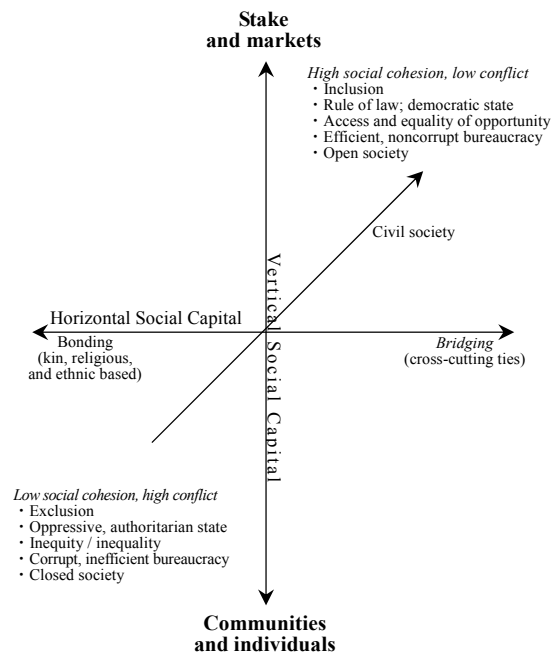 Stake
and markets
High social cohesion, low conflict
・Inclusion
・Rule of law; democratic state
・Access and equality of opportunity
・Efficient, noncorrupt bureaucracy
・Open society
Civil society
Vertical Social Capital
Horizontal Social Capital
Bonding
(kin, religious,
and ethnic based)
Bridging
(cross-cutting ties)
Low social cohesion, high conflict
・Exclusion
・Oppressive, authoritarian state
・Inequity / inequality
・Corrupt, inefficient bureaucracy
・Closed society
Communities
and individuals